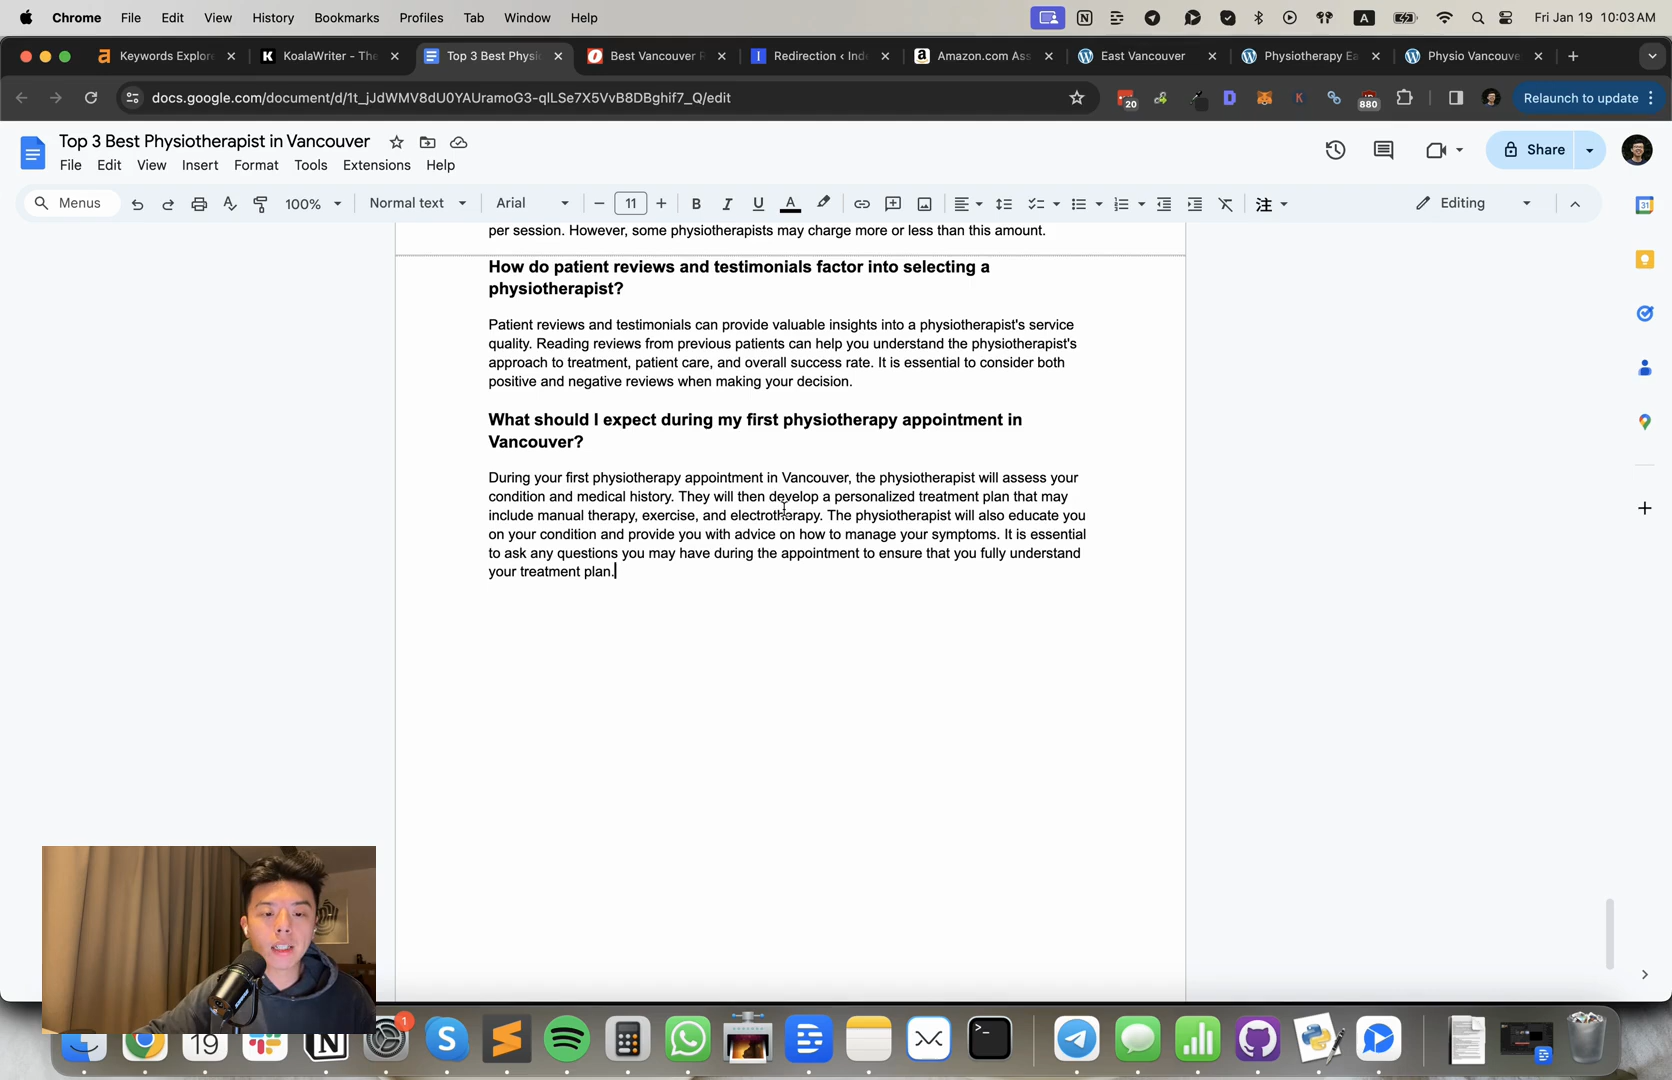 Chrome File Edit View History Bookmarks Profiles Tab Window Help
A
Fri Jan 19 10:03 AM
Keywords Explore
KoalaWriter - The
Top 3 Best Physi
Best Vancouver R
Redirection ‹ Ind
Amazon.com Ass
East Vancouver
Physiotherapy Ea
Physio Vancouve
docs.google.com/document/d/1t_jJdWMV8dU0YAUramoG3-qlLSe7X5VvB8DBghif7_Q/edit
20
D
K
880
Relaunch to update
Top 3 Best Physiotherapist in Vancouver
Share
File Edit View Insert Format Tools Extensions Help
Menus
100%
Normal text
Arial
11
B I U A
注
Editing
31
per session. However, some physiotherapists may charge more or less than this amount.
How do patient reviews and testimonials factor into selecting a
physiotherapist?
Patient reviews and testimonials can provide valuable insights into a physiotherapist's service
quality. Reading reviews from previous patients can help you understand the physiotherapist's
approach to treatment, patient care, and overall success rate. It is essential to consider both
positive and negative reviews when making your decision.
What should I expect during my first physiotherapy appointment in
Vancouver?
During your first physiotherapy appointment in Vancouver, the physiotherapist will assess your
condition and medical history. They will then develop a personalized treatment plan that may
include manual therapy, exercise, and electrotherapy. The physiotherapist will also educate you
on your condition and provide you with advice on how to manage your symptoms. It is essential
to ask any questions you may have during the appointment to ensure that you fully understand
your treatment plan.
19
1